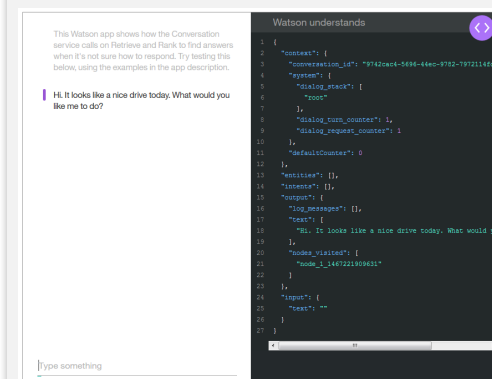 This Watson app shows how the Conversation
service calls on Retrieve and Rank to find answers
when it's not sure how to respond. Try testing this
below, using the examples in the app description.
Hi. It looks like a nice drive today. What would you
like me to do?
Type something
Watson understands
1 {
2 "context": {
3 "conversation_id": "9742cac4-5696-44ec-9782-7972114f
4 "system": {
5 "dialog_stack": [
6 "root"
7 ],
8 "dialog_turn_counter": 1,
9 "dialog_request_counter": 1
10 },
11 "defaultCounter": 0
12 },
13 "entities": [],
14 "intents": [],
15 "output": {
16 "log_messages": [],
17 "text": [
18 "Hi. It looks like a nice drive today. What would
19 ],
20 "nodes_visited": [
21 "node_1_1467221909631"
22 ]
23 },
24 "input": {
25 "text": ""
26 }
27 }